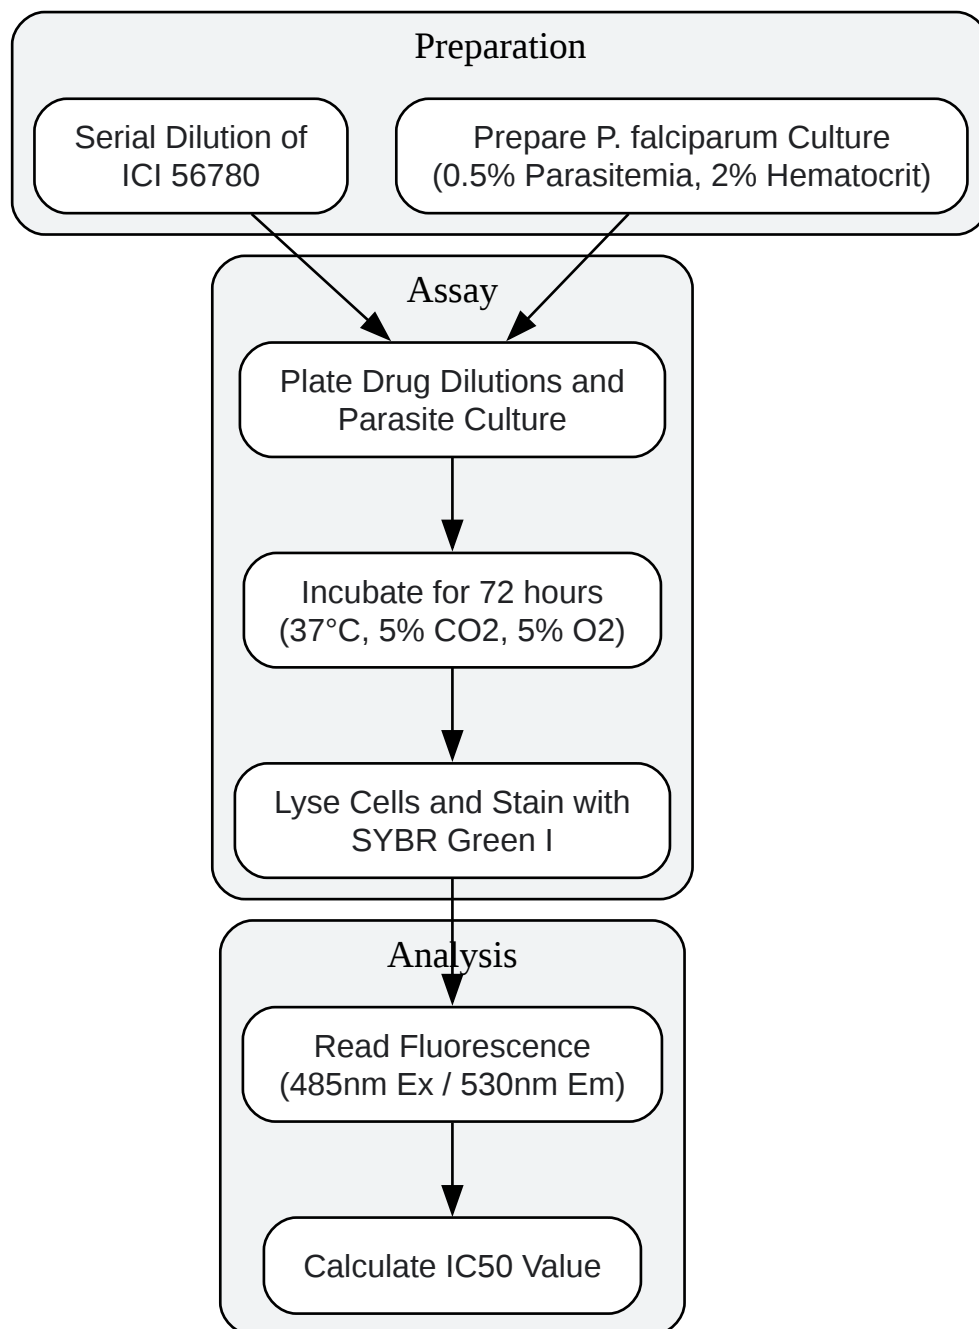 Preparation
Serial Dilution of
ICI 56780
Prepare P. falciparum Culture
(0.5% Parasitemia, 2% Hematocrit)
Assay
Plate Drug Dilutions and
Parasite Culture
Incubate for 72 hours
(37°C, 5% CO2, 5% O2)
Lyse Cells and Stain with
SYBR Green I
Analysis
Read Fluorescence
(485nm Ex / 530nm Em)
Calculate IC50 Value